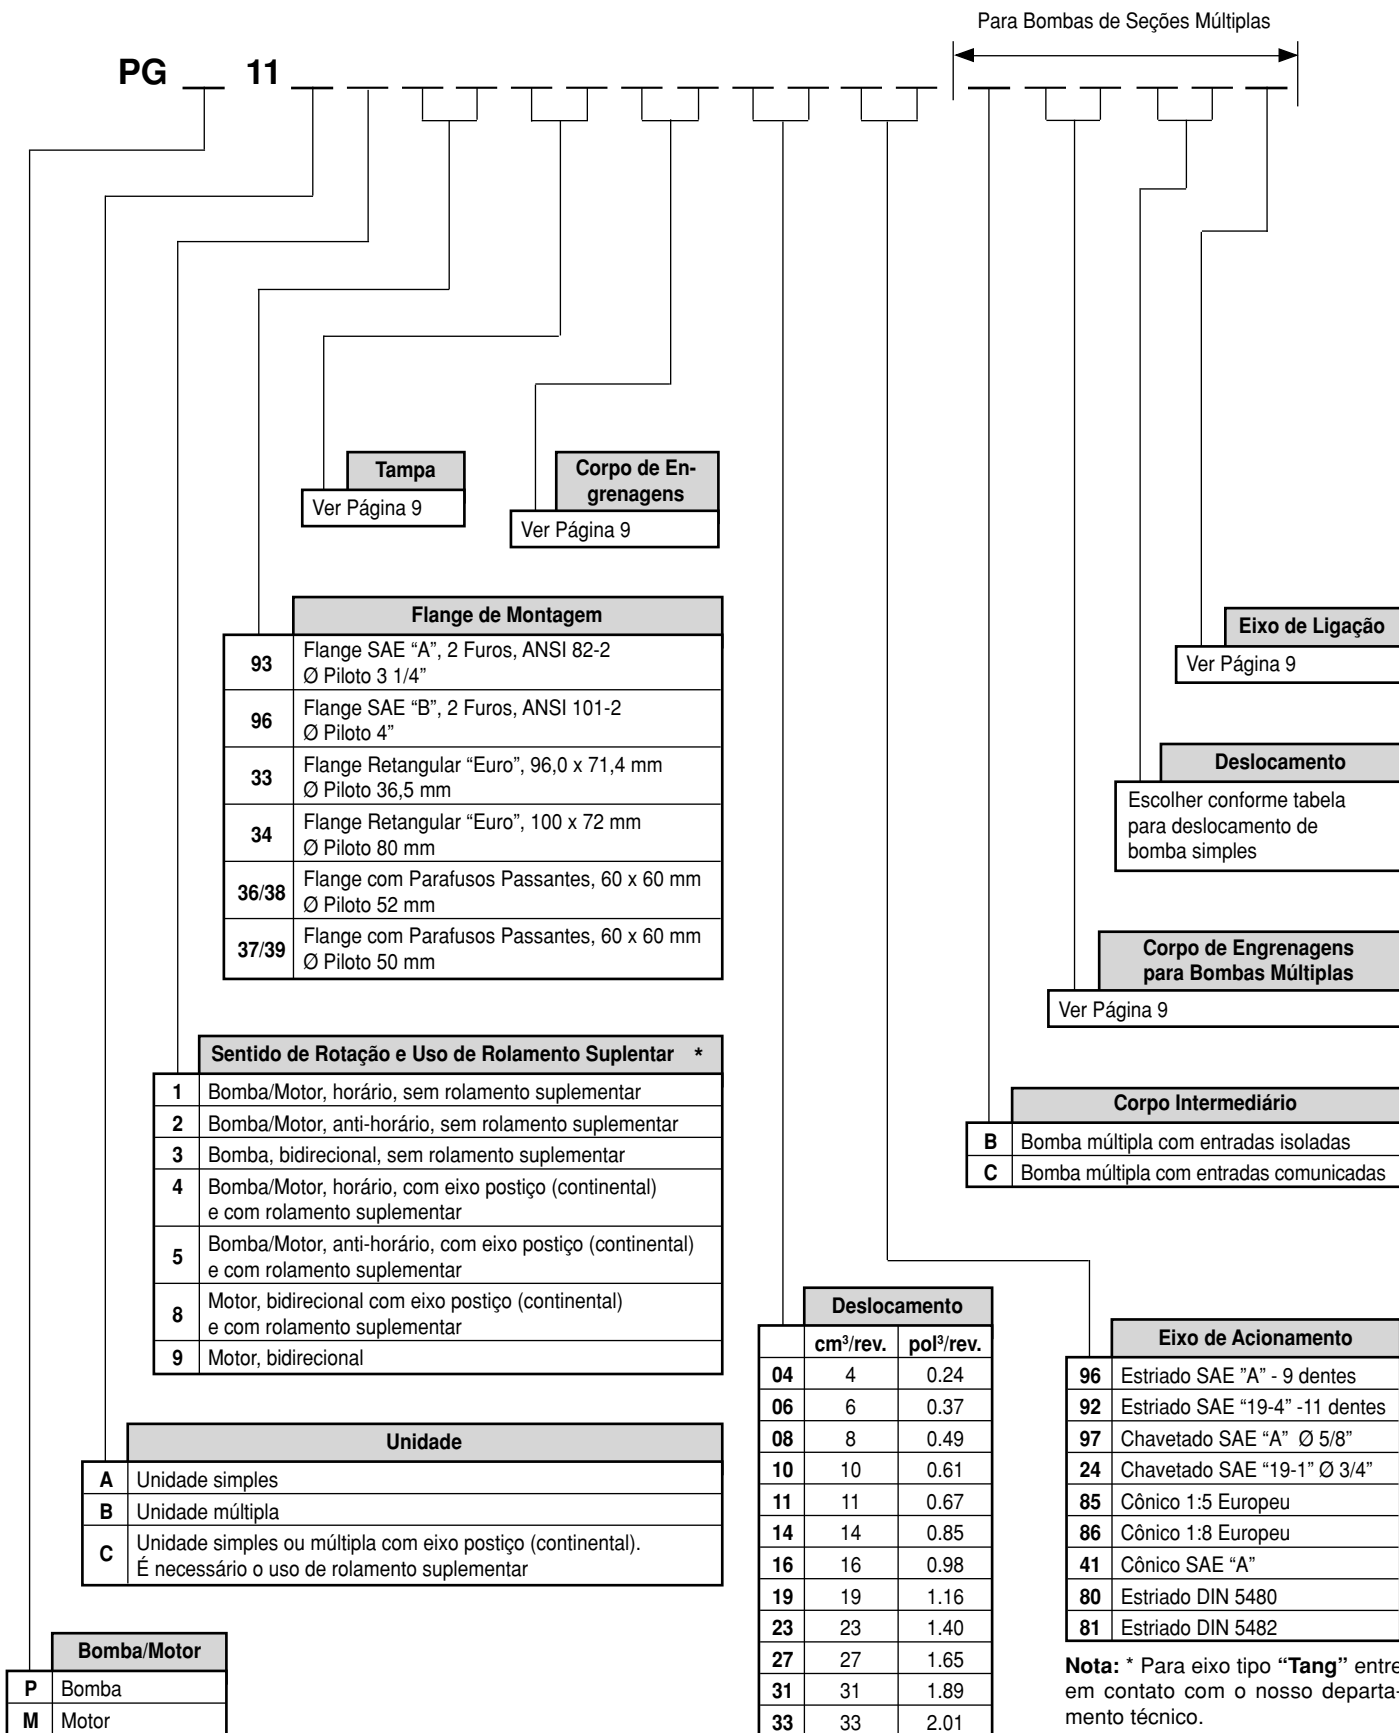 Para Bombas de Seções Múltiplas
PG 11
Tampa
Ver Página 9
Corpo de En-
grenagens
Ver Página 9
Flange de Montagem
93 Flange SAE “A”, 2 Furos, ANSI 82-2
Ø Piloto 3 1/4”
96 Flange SAE “B”, 2 Furos, ANSI 101-2
Ø Piloto 4”
33 Flange Retangular “Euro”, 96,0 x 71,4 mm
Ø Piloto 36,5 mm
34 Flange Retangular “Euro”, 100 x 72 mm
Ø Piloto 80 mm
36/38 Flange com Parafusos Passantes, 60 x 60 mm
Ø Piloto 52 mm
37/39 Flange com Parafusos Passantes, 60 x 60 mm
Ø Piloto 50 mm
Eixo de Ligação
Ver Página 9
Deslocamento
Escolher conforme tabela
para deslocamento de
bomba simples
Corpo de Engrenagens
para Bombas Múltiplas
Ver Página 9
Sentido de Rotação e Uso de Rolamento Suplentar *
1 Bomba/Motor, horário, sem rolamento suplementar
2 Bomba/Motor, anti-horário, sem rolamento suplementar
3 Bomba, bidirecional, sem rolamento suplementar
4 Bomba/Motor, horário, com eixo postiço (continental)
e com rolamento suplementar
5 Bomba/Motor, anti-horário, com eixo postiço (continental)
e com rolamento suplementar
8 Motor, bidirecional com eixo postiço (continental)
e com rolamento suplementar
9 Motor, bidirecional
Corpo Intermediário
B Bomba múltipla com entradas isoladas
C Bomba múltipla com entradas comunicadas
Unidade
A Unidade simples
B Unidade múltipla
C Unidade simples ou múltipla com eixo postiço (continental).
É necessário o uso de rolamento suplementar
Bomba/Motor
P Bomba
M Motor
Deslocamento
cm³/rev. pol³/rev.
04 4 0.24
06 6 0.37
08 8 0.49
10 10 0.61
11 11 0.67
14 14 0.85
16 16 0.98
19 19 1.16
23 23 1.40
27 27 1.65
31 31 1.89
33 33 2.01
Eixo de Acionamento
96 Estriado SAE ”A” - 9 dentes
92 Estriado SAE “19-4” -11 dentes
97 Chavetado SAE “A” Ø 5/8”
24 Chavetado SAE “19-1” Ø 3/4”
85 Cônico 1:5 Europeu
86 Cônico 1:8 Europeu
41 Cônico SAE “A”
80 Estriado DIN 5480
81 Estriado DIN 5482
Nota: * Para eixo tipo “Tang” entre
em contato com o nosso departa-
mento técnico.